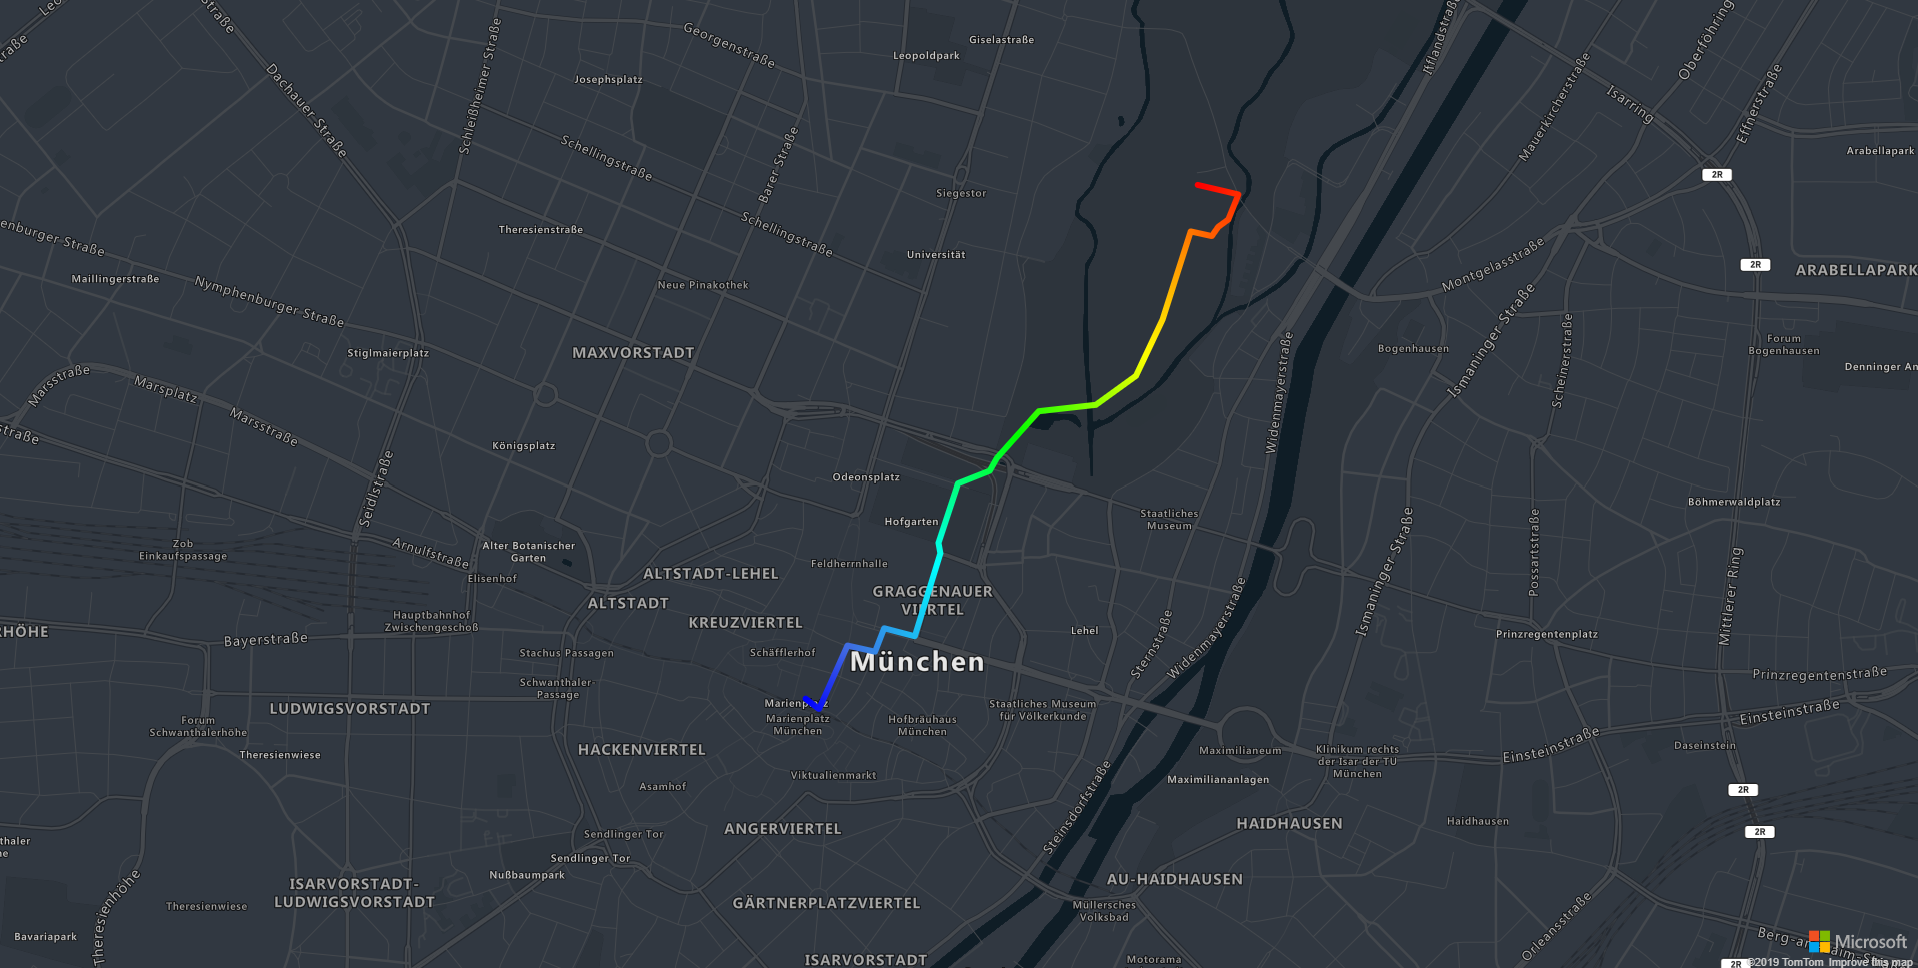 Straße
Giselastraße
Leopoldpark
Georgenstraße
Josephsplatz
Dachauer Straße
Schleißheimer Straße
Ifflandstraße
Oberföhring
Isarring
Effnerstraße
Mauerkircherstraße
Arabellapark
2R
Schellingstraße
Barer-Straße
Siegestor
Theresienstraße
Schellingstraße
Universität
nburger Straße
Maillingerstraße
Nymphenburger Straße
Neue Pinakothek
Montgelasstraße
2R
ARABELLAPARK
Ismaninger Straße
Scheinerstraße
Stiglmaierplatz
MAXVORSTADT
Widenmayerstraße
Bogenhausen
Forum
Bogenhausen
Denninger An
Marsstraße
Marsplatz
Marsstraße
straße
Königsplatz
Seidlstraße
Odeonsplatz
Hofgarten
Staatliches
Museum
Böhmerwaldplatz
Ismaninger Straße
Possartstraße
Mittlerer Ring
Zob
Einkaufspassage
Arnulfstraße
Alter Botanischer
Garten
Elisenhof
Feldherrnhalle
ALTSTADT-LEHEL
ALTSTADT
GRAGGENAUER
VIERTEL
KREUZVIERTEL
Hauptbahnhof
Zwischengeschoß
RHÖHE
Bayerstraße
Stachus Passagen
Schäfflerhof
München
Lehel
Sternstraße
Widenmayerstraße
Prinzregentenplatz
Prinzregentenstraße
Schwanthaler-
Passage
LUDWIGSVORSTADT
Forum
Schwanthalerhöhe
Marienplatz
Marienplatz
München
Hofbräuhaus
München
Staatliches Museum
für Völkerkunde
Einsteinstraße
Einsteinstraße
Daseinstein
Theresienwiese
HACKENVIERTEL
Viktualienmarkt
Asamhof
Maximilianeum
Maximiliananlagen
Klinikum rechts
der Isar der TU
München
2R
Steinsdorfstraße
ANGERVIERTEL
HAIDHAUSEN
Haidhausen
2R
thaler
he
Sendlinger Tor
Sendlinger Tor
Nußbaumpark
ISARVORSTADT-
LUDWIGSVORSTADT
AU-HAIDHAUSEN
GÄRTNERPLATZVIERTEL
Müllersches
Volksbad
Theresienwiese
Theresienhöhe
Bavariapark
Orleansstraße
ISARVORSTADT
Motorama
Microsoft
2R
©2019 TomTom Improve this map